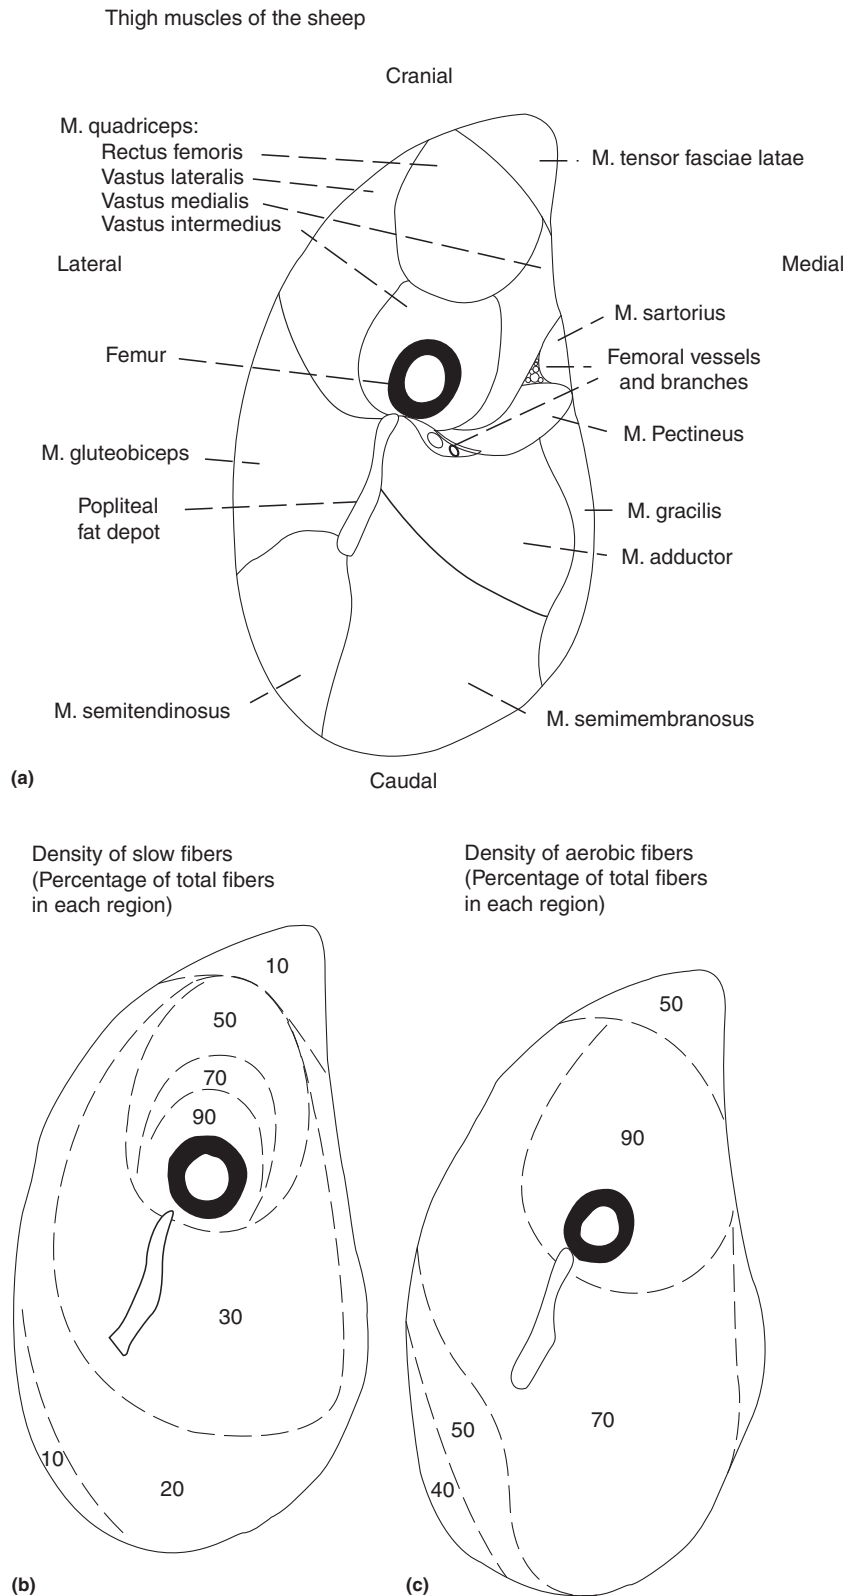 Thigh muscles of the sheep
Cranial
M. quadriceps:
Rectus femoris
Vastus lateralis
Vastus medialis
Vastus intermedius
M. tensor fasciae latae
Lateral
Medial
M. sartorius
Femur
Femoral vessels
and branches
M. Pectineus
M. gluteobiceps
Popliteal
fat depot
M. gracilis
M. adductor
M. semitendinosus
M. semimembranosus
(a)
Caudal
Density of slow fibers
(Percentage of total fibers
in each region)
10
50
70
90
30
10
20
(b)
Density of aerobic fibers
(Percentage of total fibers
in each region)
50
90
70
50
40
(c)